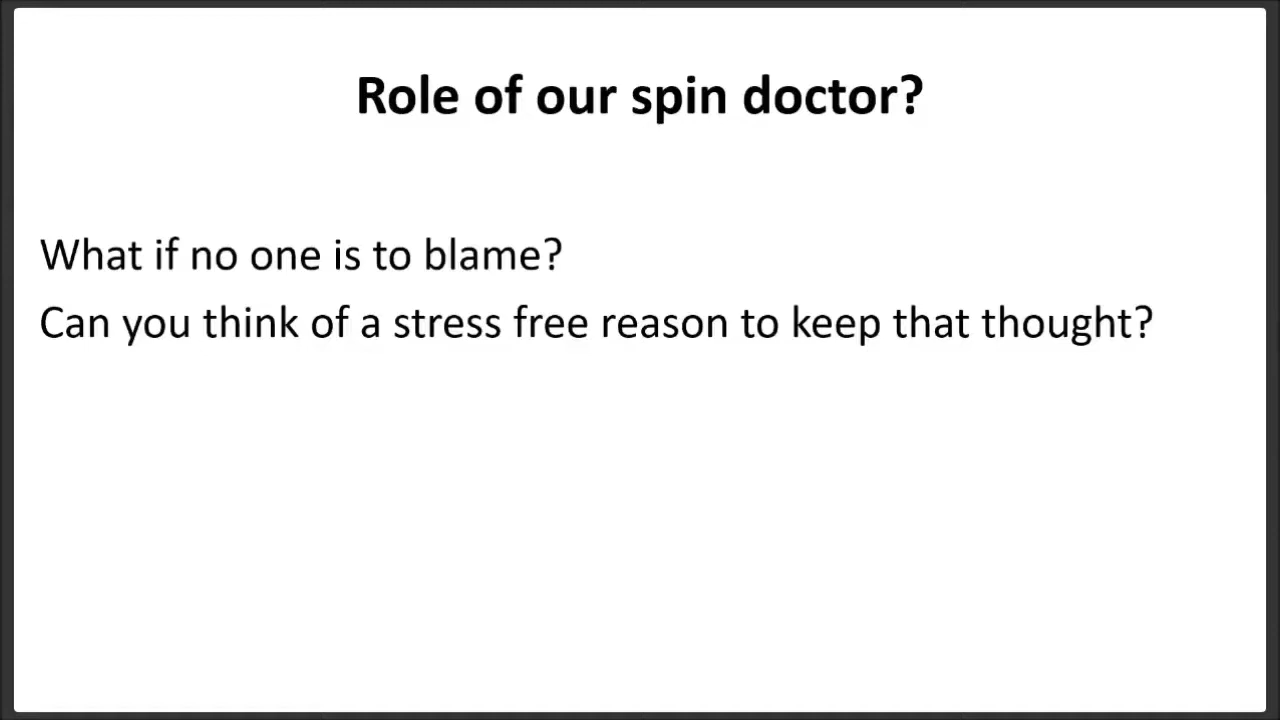 Role of our spin doctor?
What if no one is to blame?
Can you think of a stress free reason to keep that thought?